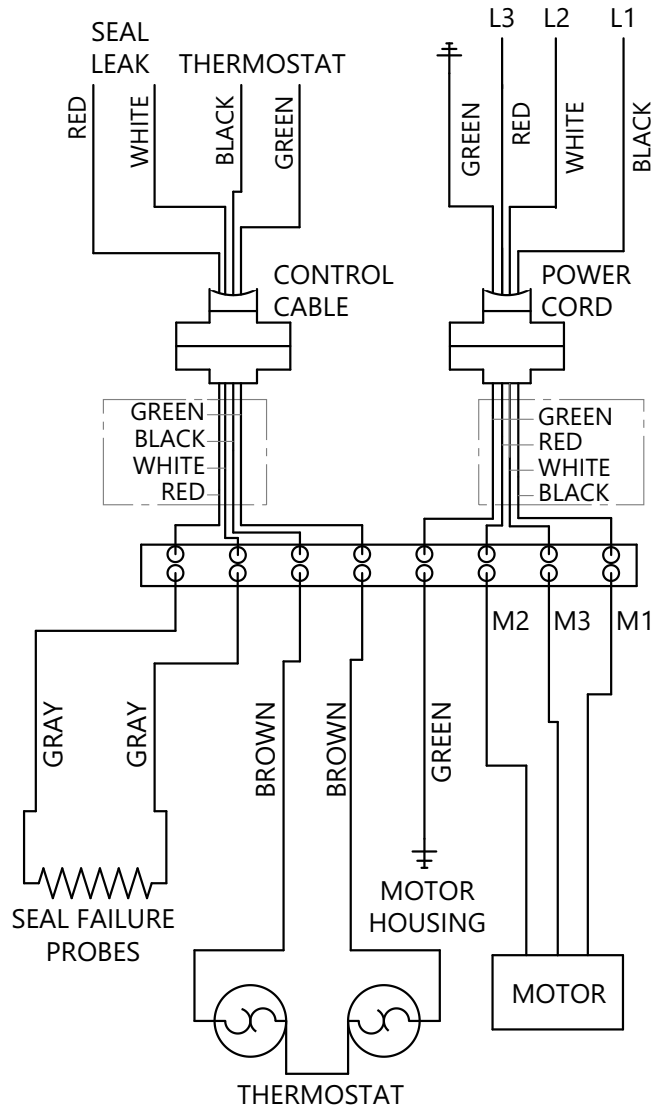 SEAL
LEAK
THERMOSTAT
RED
WHITE
BLACK
GREEN
L3
L2
L1
GREEN
RED
WHITE
BLACK
CONTROL
CABLE
POWER
CORD
GREEN
BLACK
WHITE
RED
GREEN
RED
WHITE
BLACK
M2
M3
M1
GRAY
GRAY
BROWN
BROWN
GREEN
SEAL FAILURE
PROBES
MOTOR
HOUSING
MOTOR
THERMOSTAT